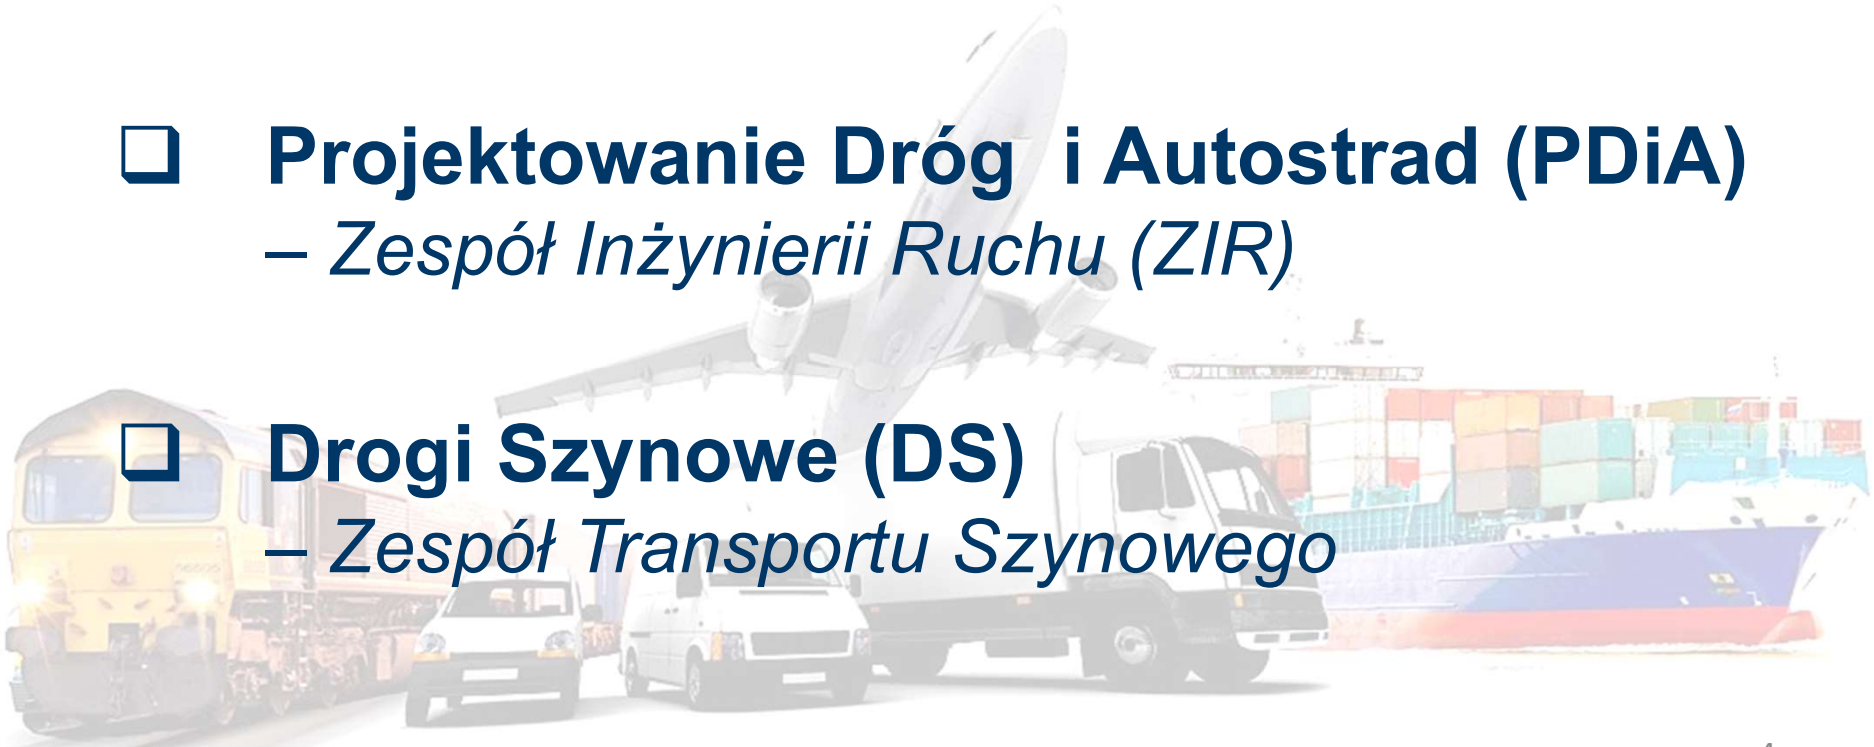 ❑ Projektowanie Dróg i Autostrad (PDiA)
– Zespół Inżynierii Ruchu (ZIR)
❑ Drogi Szynowe (DS)
– Zespół Transportu Szynowego